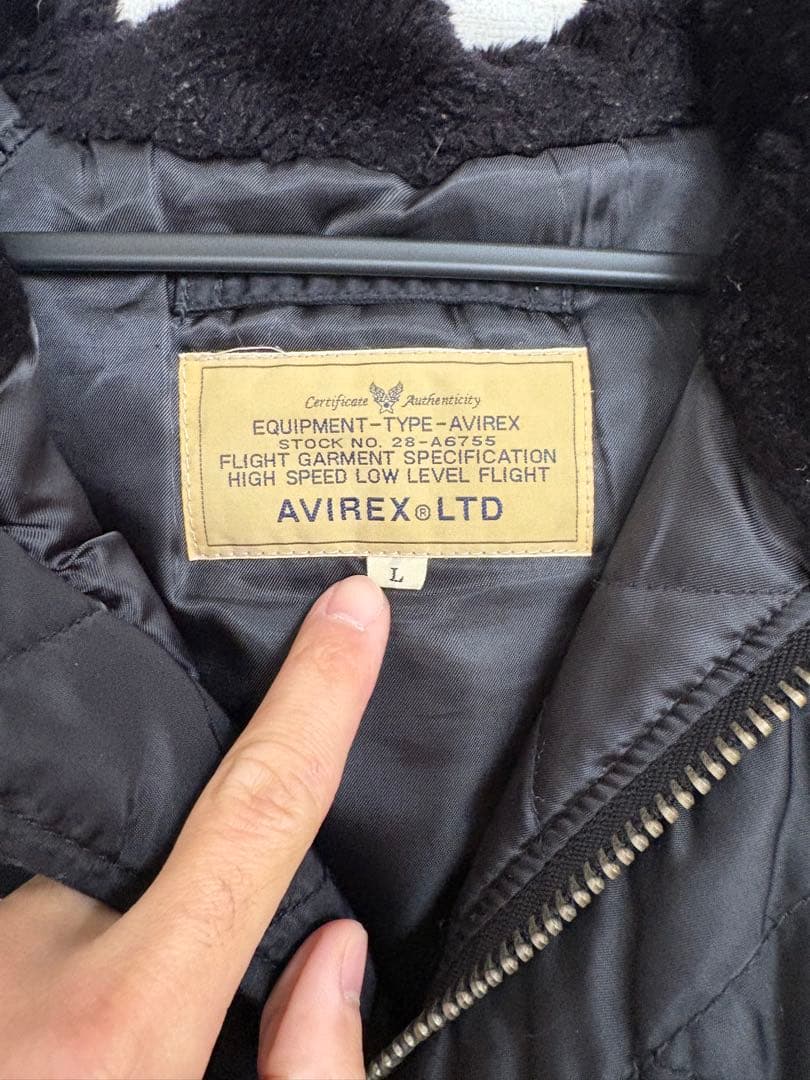 Certificate Authenticity
EQUIPMENT-TYPE-AVIREX
STOCK NO. 28-A6755
FLIGHT GARMENT SPECIFICATION
HIGH SPEED LOW LEVEL FLIGHT
AVIREX® LTD
L